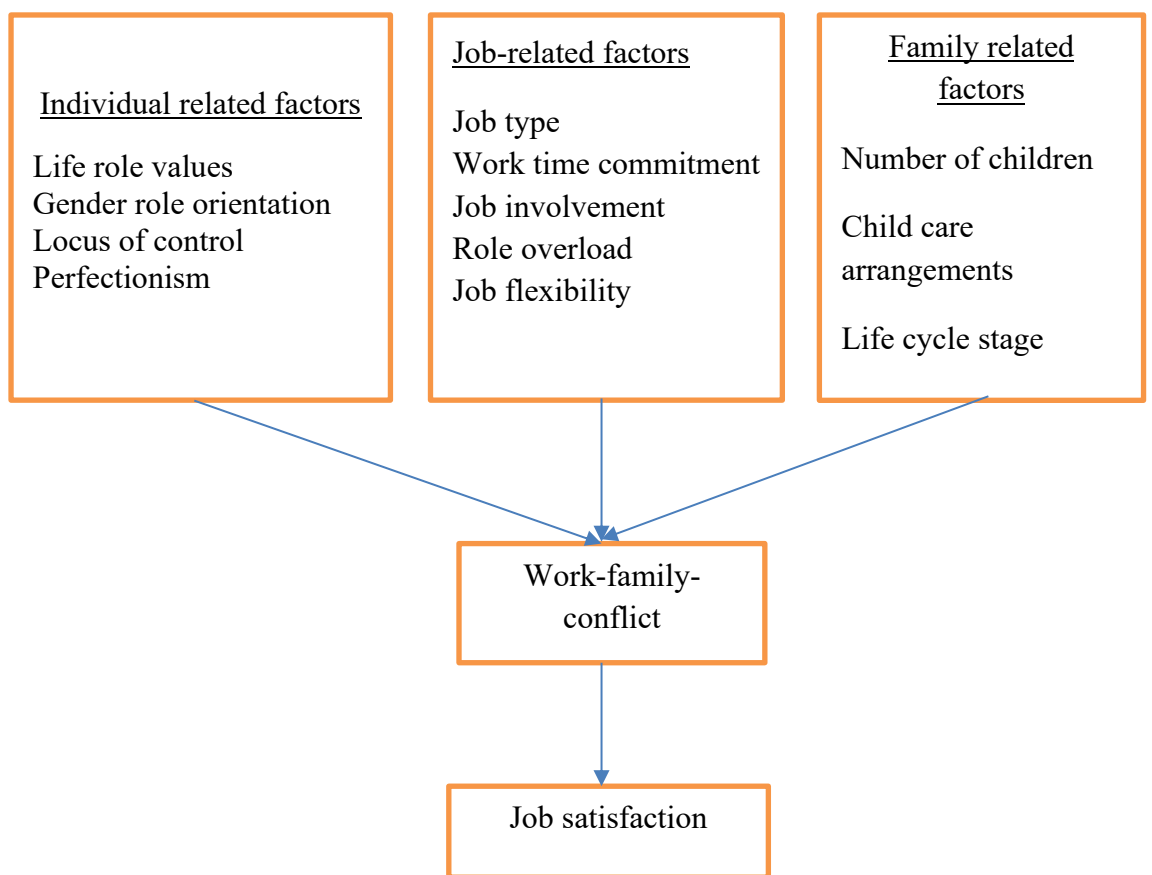 Individual related factors
Life role values
Gender role orientation
Locus of control
Perfectionism
Job-related factors
Job type
Work time commitment
Job involvement
Role overload
Job flexibility
Family related
factors
Number of children
Child care
arrangements
Life cycle stage
Work-family-
conflict
Job satisfaction